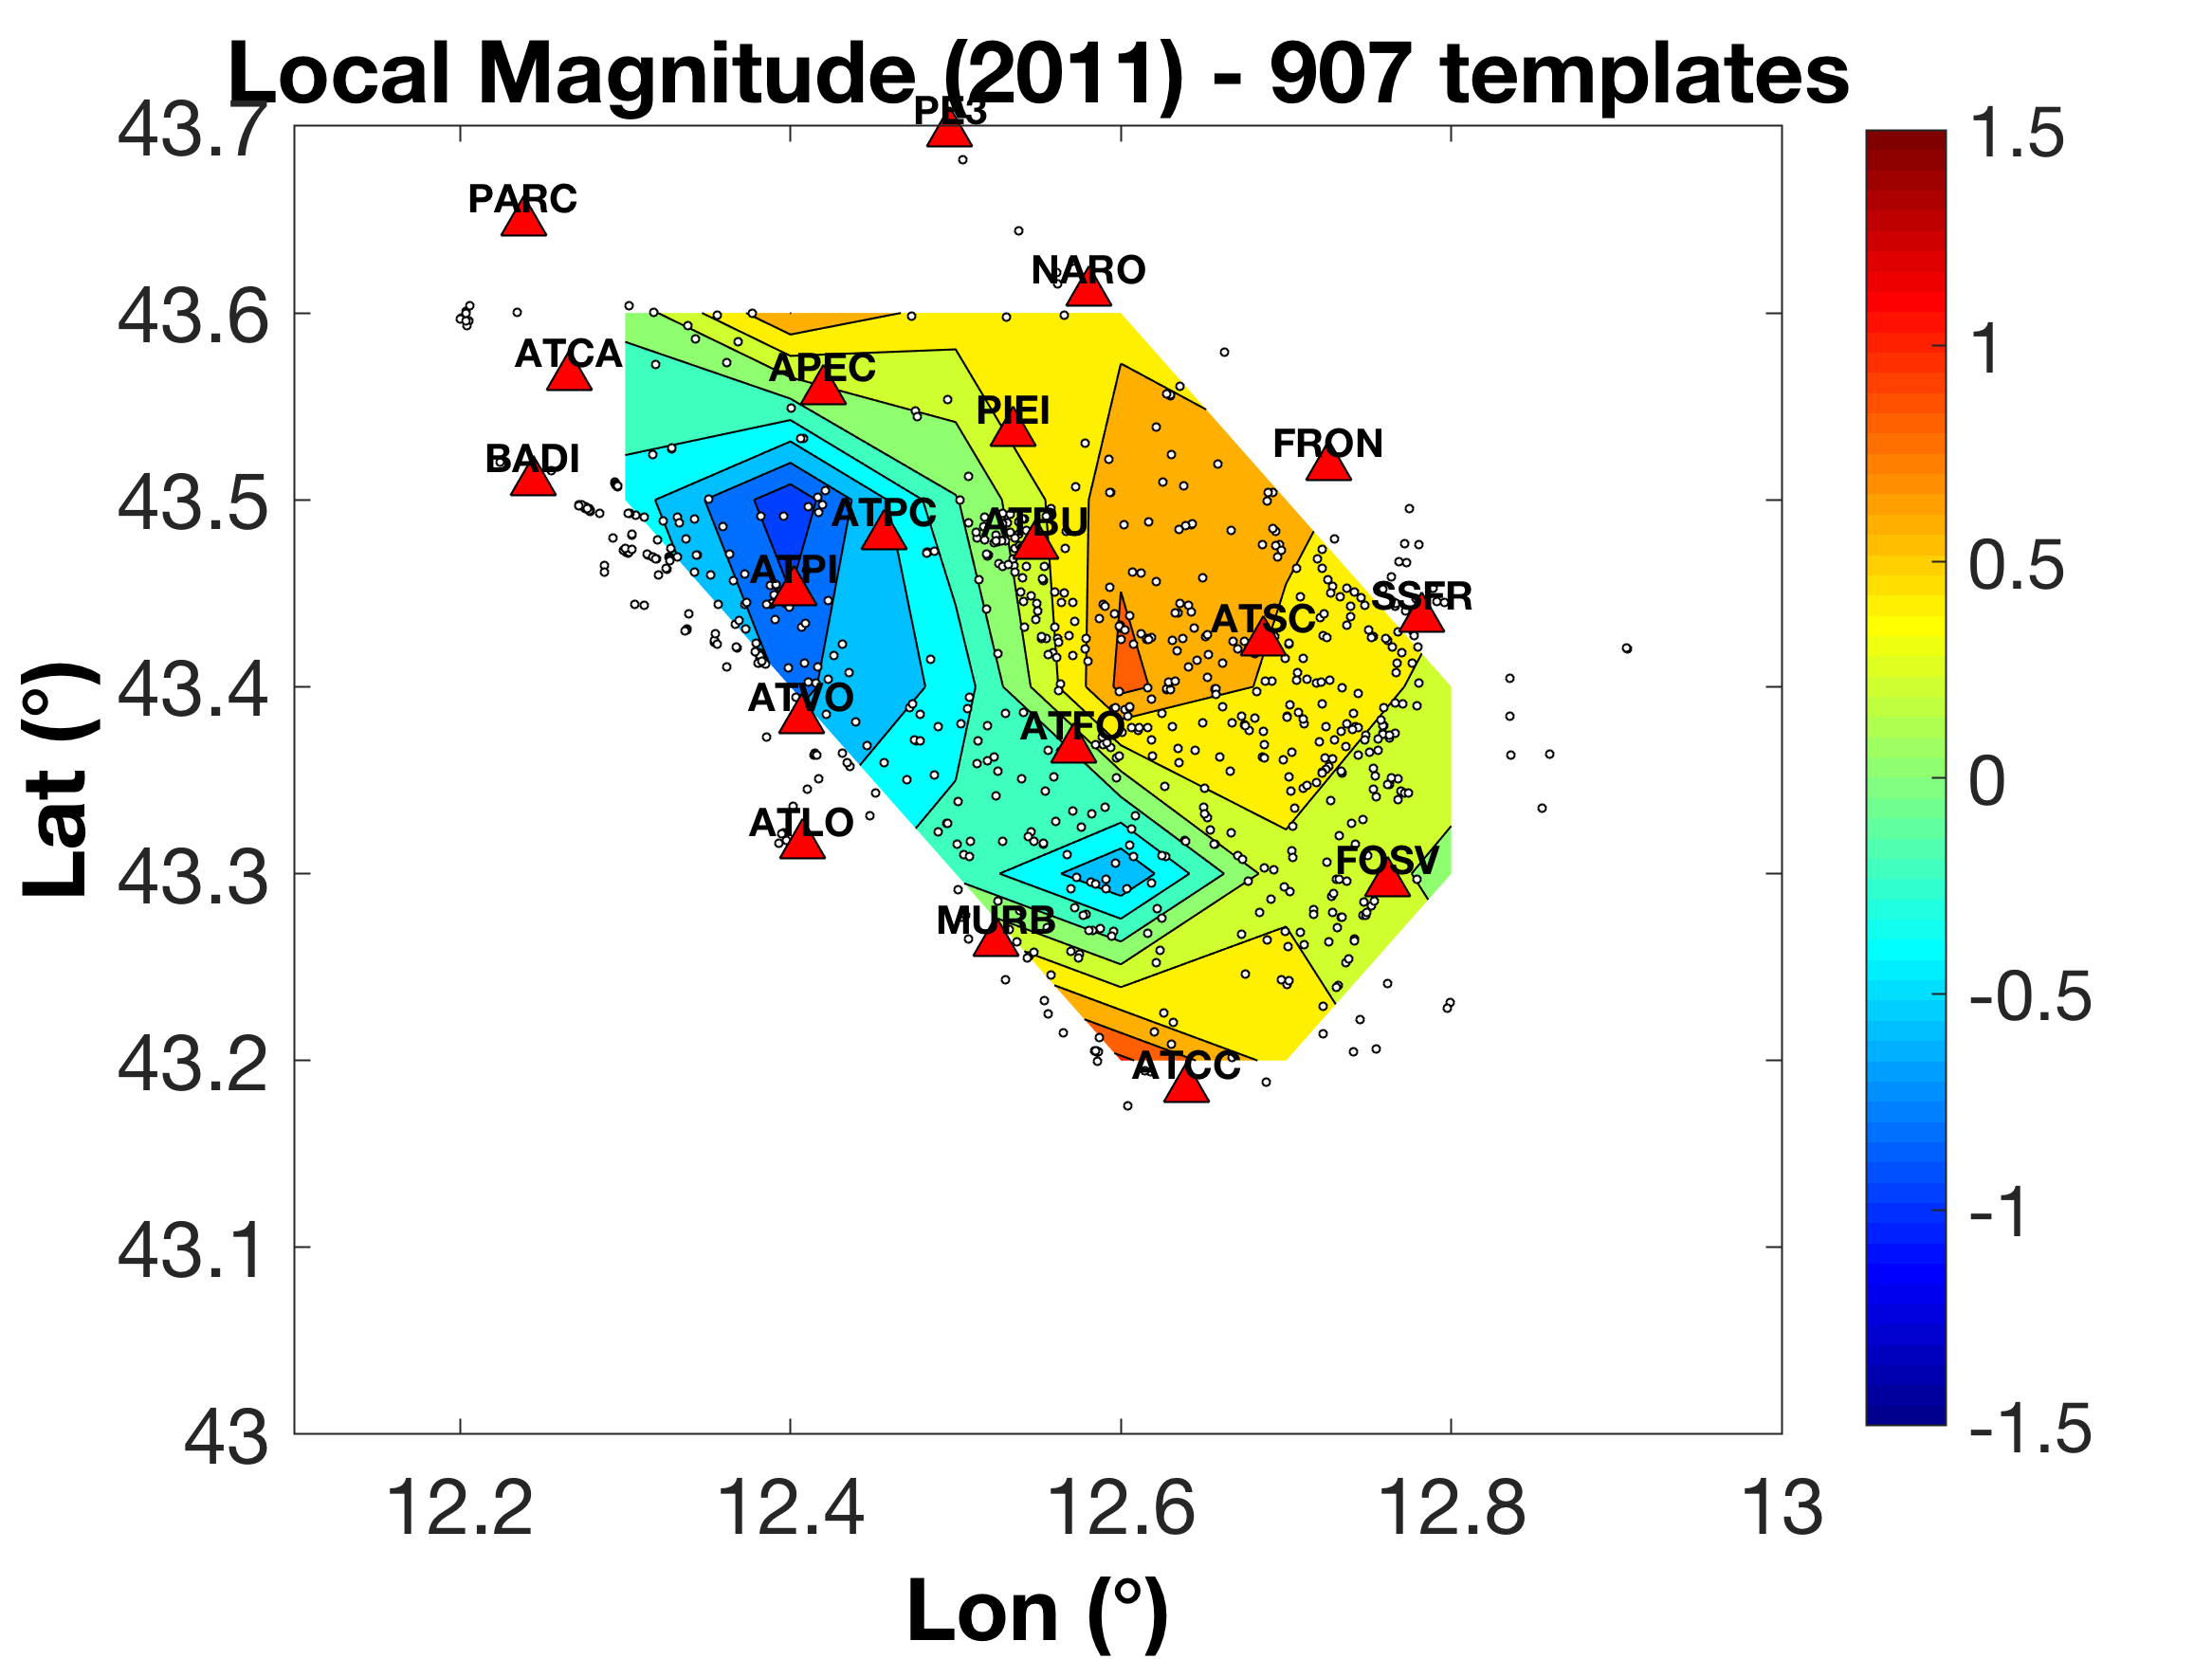 Local Magnitude (2011) - 907 templates
PE3
43.7
1.5
PARC
NARO
43.6
ATCA
APEC
1
PIEI
FRON
BADI
43.5
ATPC
ATBU
0.5
ATPI
SSFR
ATSC
43.4
ATVO
ATFO
0
Lat (°)
ATLO
43.3
FOSV
MURB
-0.5
43.2
ATCC
43.1
-1
43
-1.5
12.2
12.4
12.6
12.8
13
Lon (°)